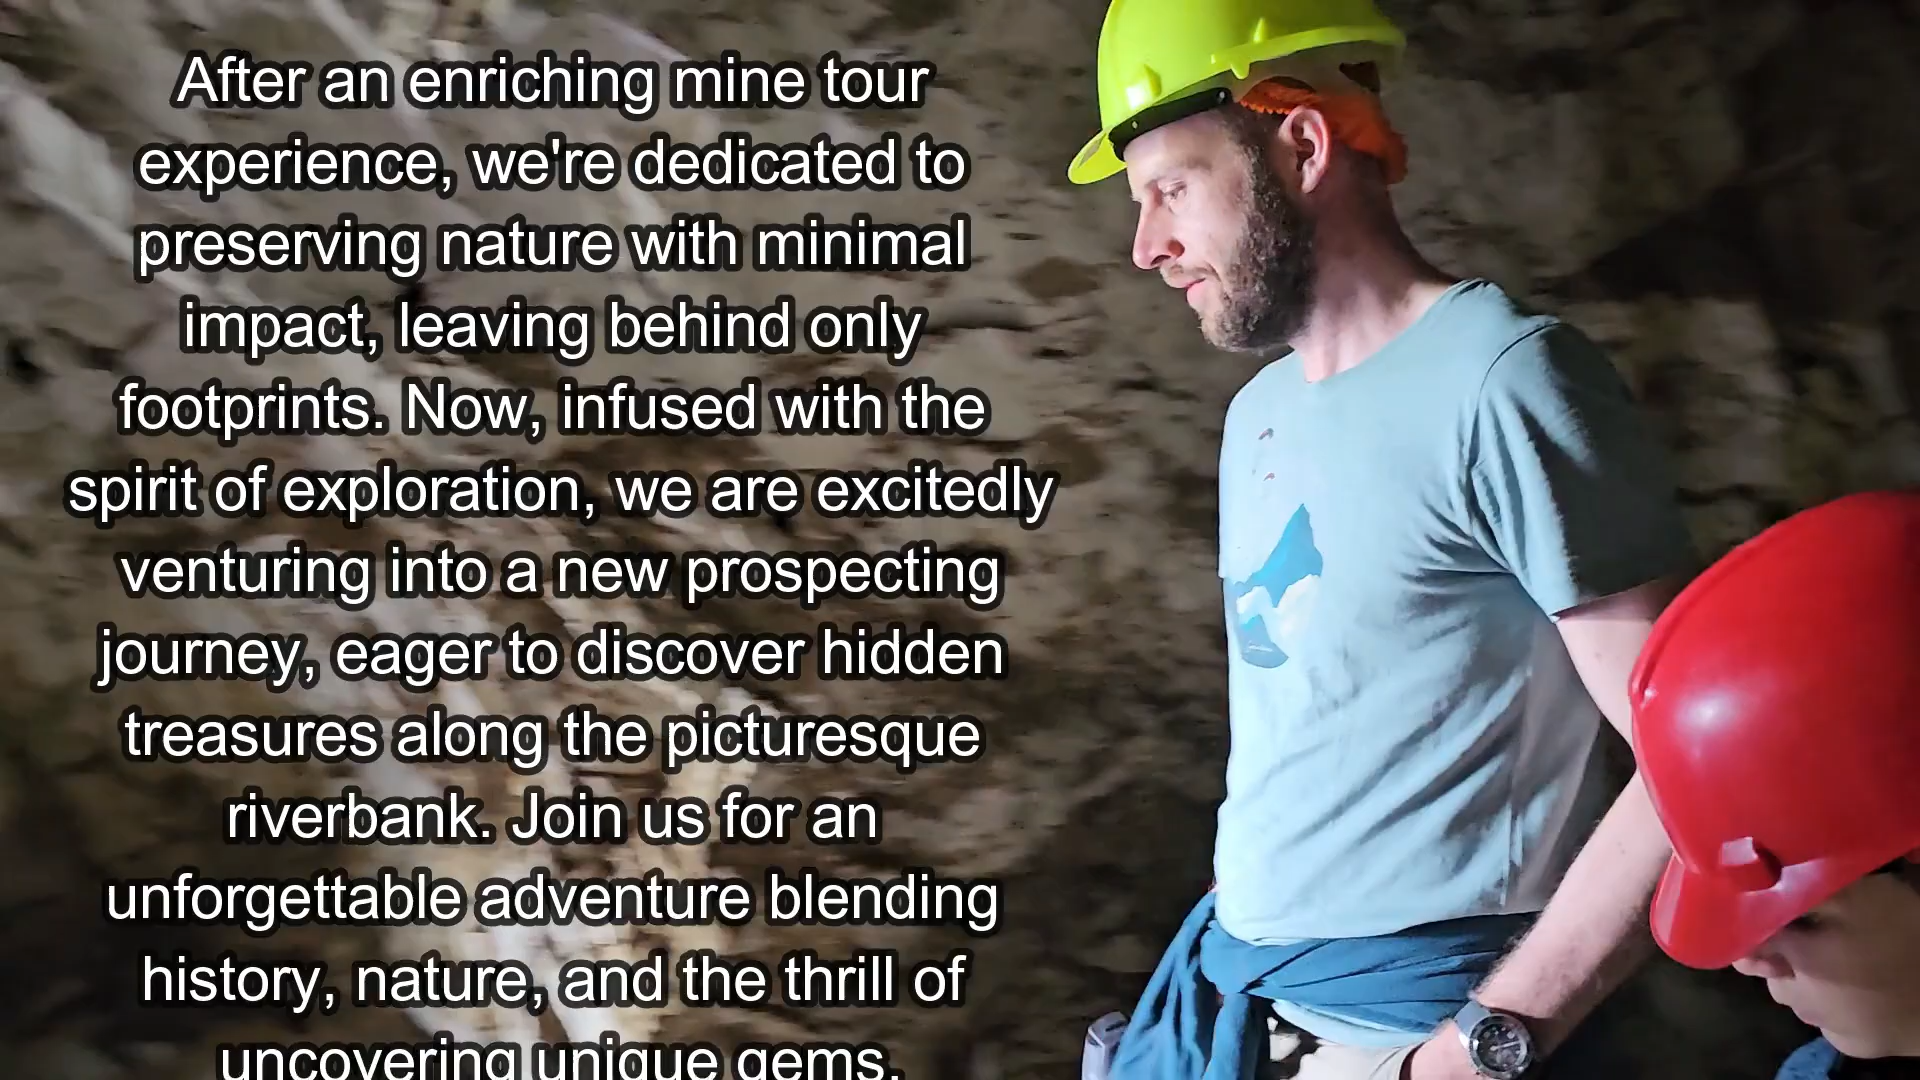 After an enriching mine tour
experience, we're dedicated to
preserving nature with minimal
impact, leaving behind only
footprints. Now, infused with the
spirit of exploration, we are excitedly
venturing into a new prospecting
journey, eager to discover hidden
treasures along the picturesque
riverbank. Join us for an
unforgettable adventure blending
history, nature, and the thrill of
uncovering unique gems.